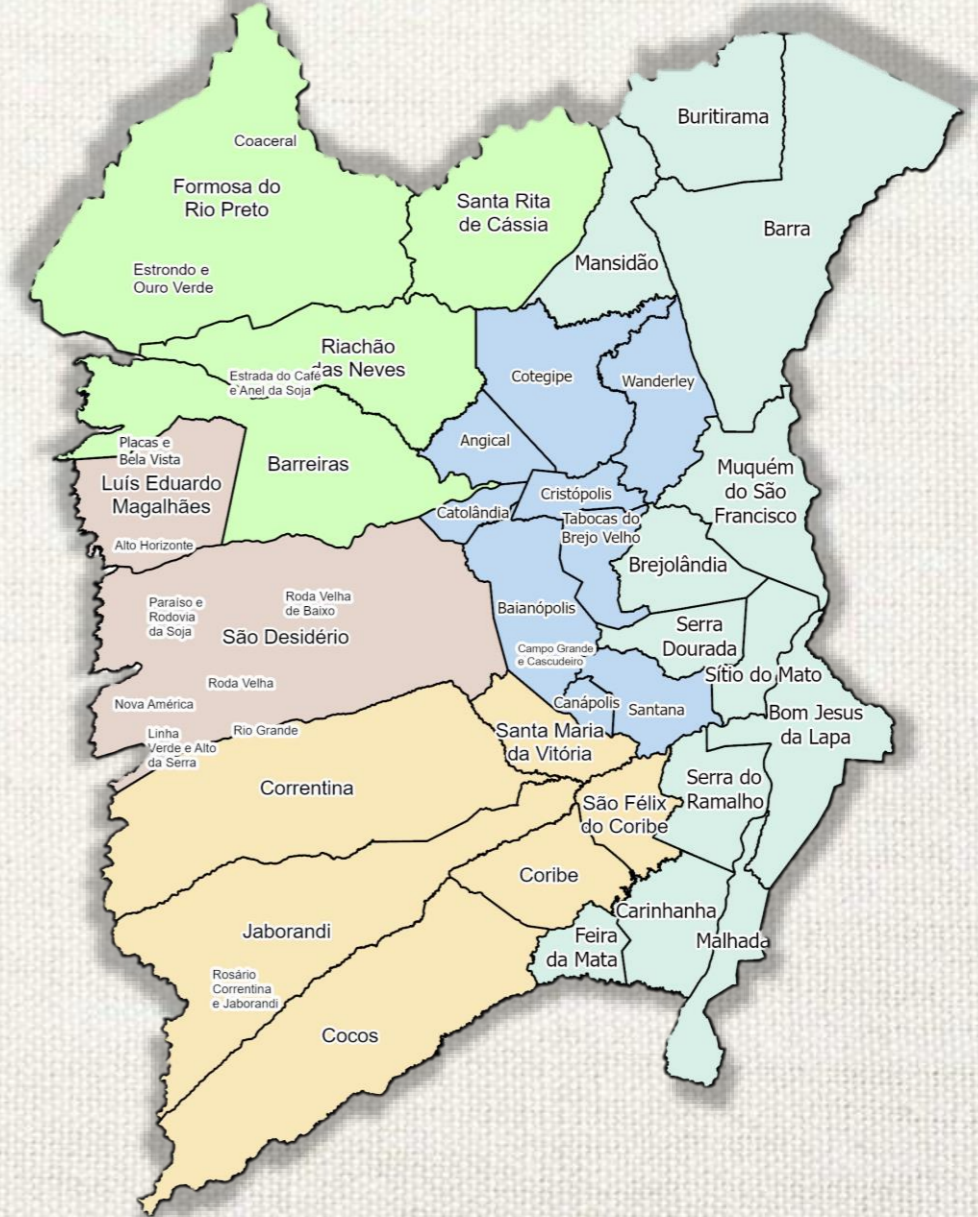 Buritirama
Coaceral
Formosa do
Rio Preto
Santa Rita
de Cássia
Barra
Mansidão
Estrondo e
Ouro Verde
Riachão
das Neves
Estrada do Café
e Anel da Soja
Cotegipe
Wanderley
Placas e
Bela Vista
Angical
Barreiras
Luís Eduardo
Magalhães
Muquém
do São
Francisco
Cristópolis
Catolândia
Tabocas do
Brejo Velho
Alto Horizonte
Brejolândia
Paraíso e
Rodovia
da Soja
Roda Velha
de Baixo
Baianópolis
São Desidério
Serra
Dourada
Campo Grande
e Cascudeiro
Sítio do Mato
Roda Velha
Nova América
Canápolis
Santana
Bom Jesus
da Lapa
Linha
Verde e Alto
da Serra
Rio Grande
Santa Maria
da Vitória
Correntina
Serra do
Ramalho
São Félix
do Coribe
Coribe
Carinhanha
Jaborandi
Feira
da Mata
Malhada
Rosário
Correntina
e Jaborandi
Cocos